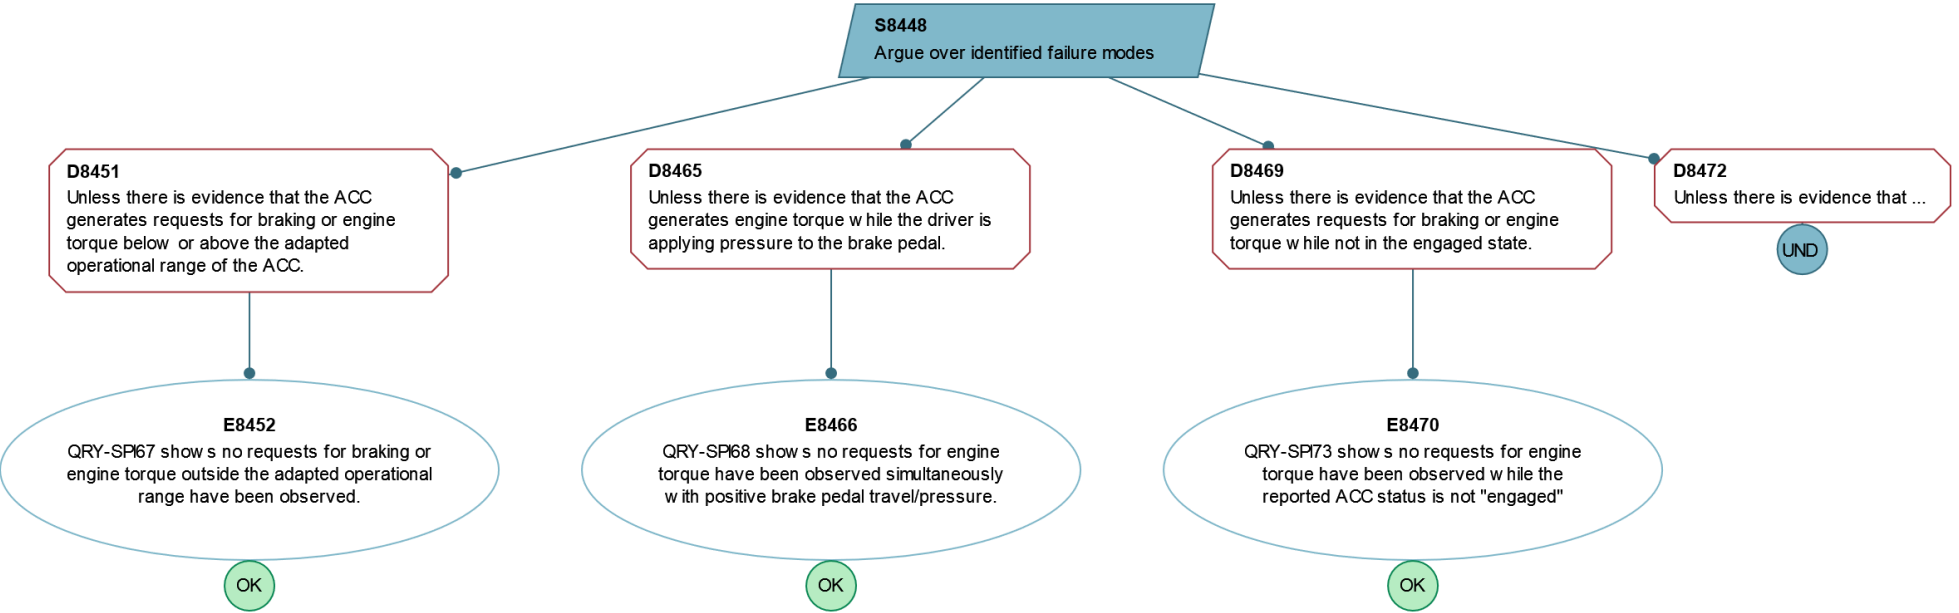 S8448
Argue over identified failure modes
D8451
Unless there is evidence that the ACC
generates requests for braking or engine
torque below or above the adapted
operational range of the ACC.
D8465
Unless there is evidence that the ACC
generates engine torque while the driver is
applying pressure to the brake pedal.
D8469
Unless there is evidence that the ACC
generates requests for braking or engine
torque while not in the engaged state.
D8472
Unless there is evidence that ...
UND
E8452
QRY-SPI67 shows no requests for braking or
engine torque outside the adapted operational
range have been observed.
OK
E8466
QRY-SPI68 shows no requests for engine
torque have been observed simultaneously
with positive brake pedal travel/pressure.
OK
E8470
QRY-SPI73 shows no requests for engine
torque have been observed while the
reported ACC status is not "engaged"
OK